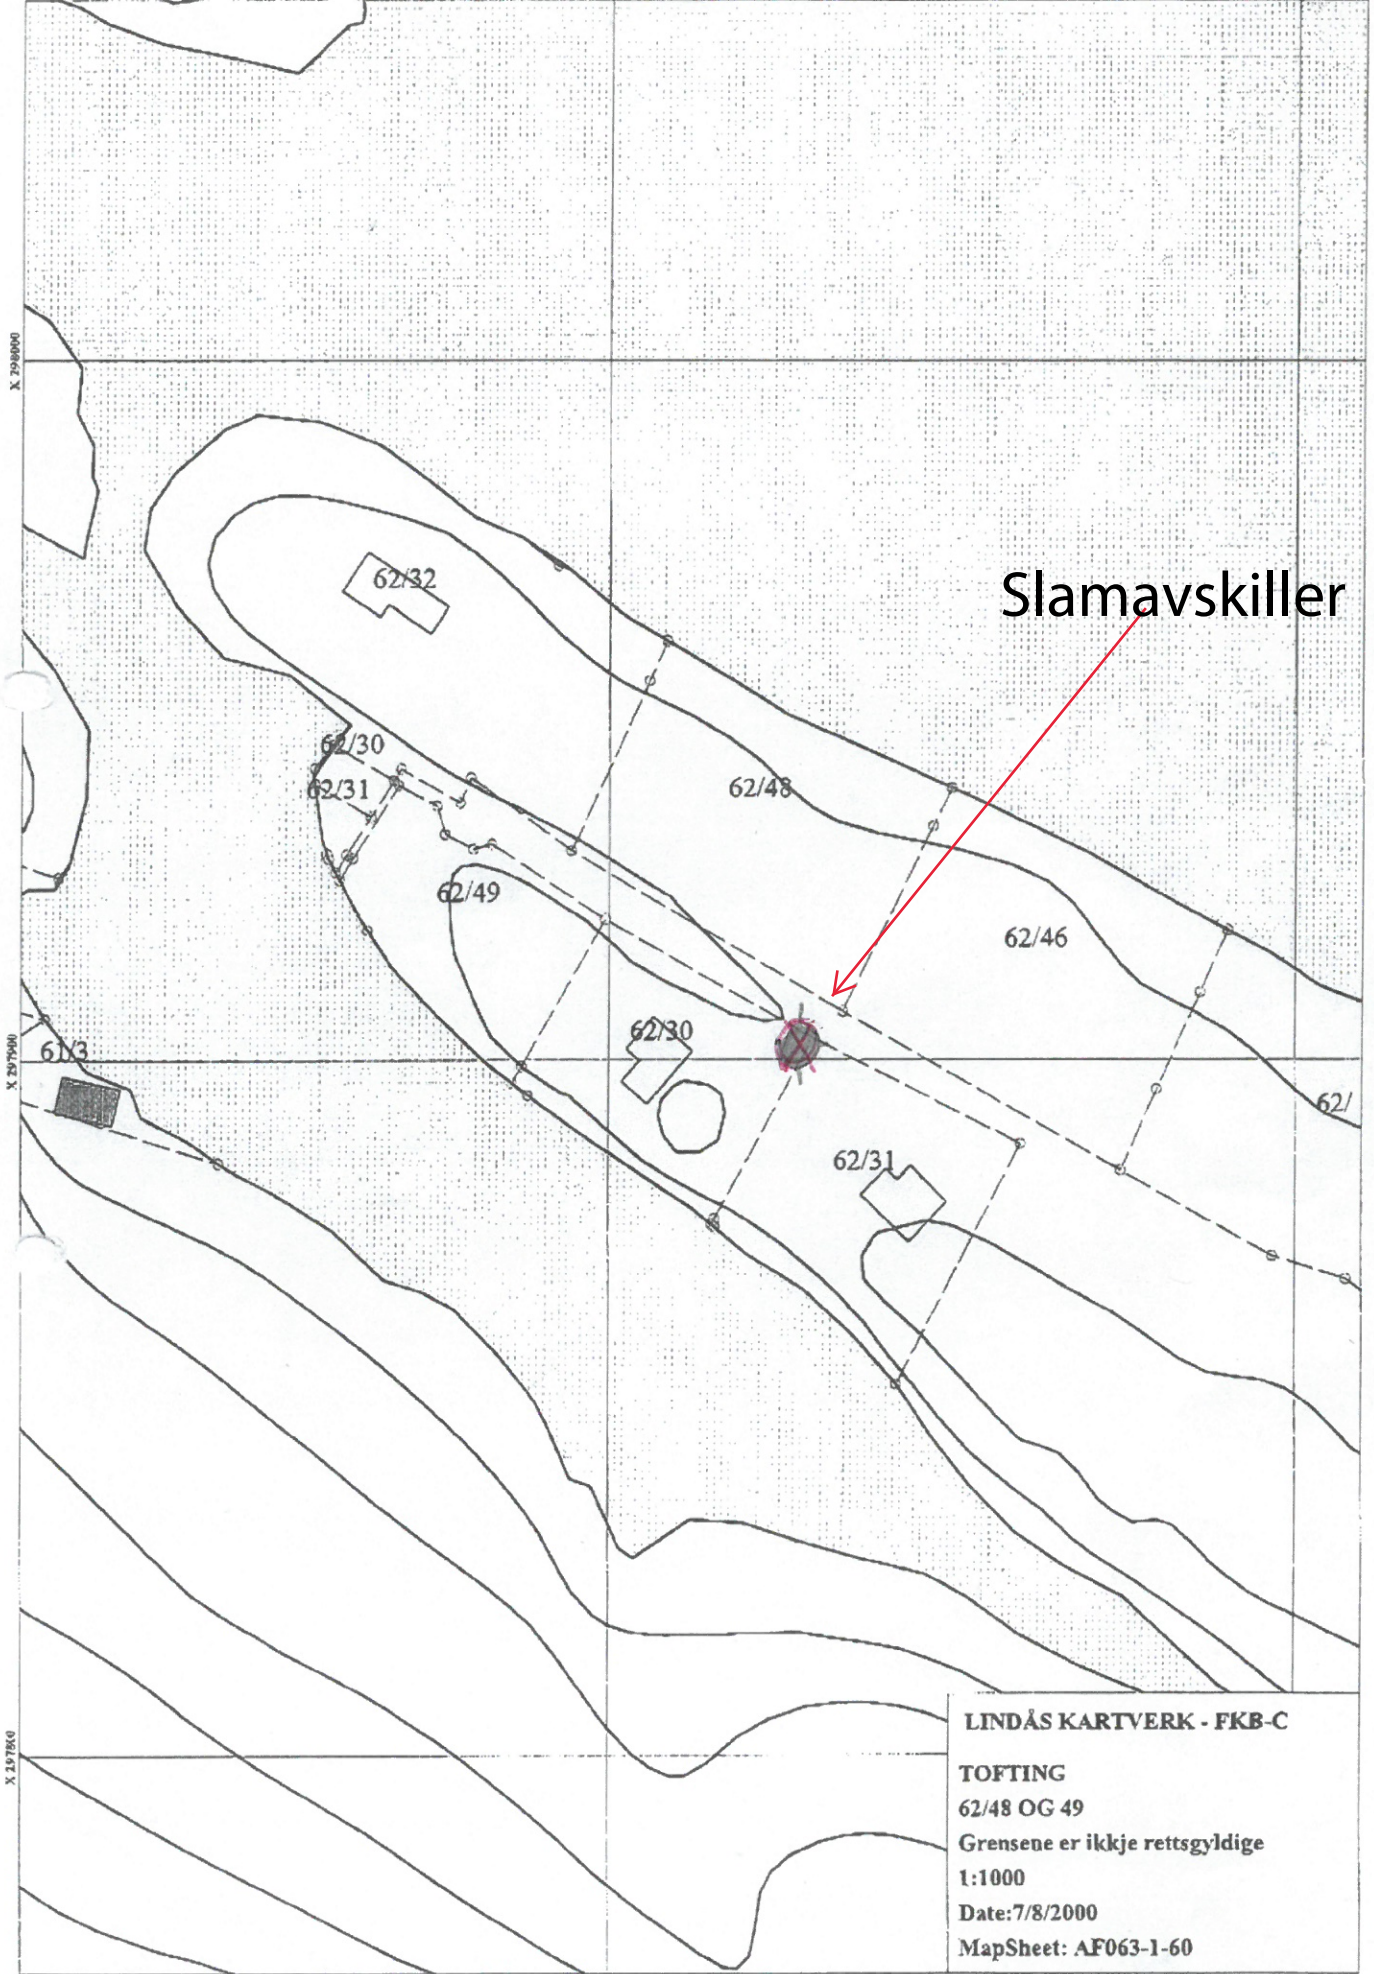 X 298000
62/32
Slamavskiller
62/30
62/31
62/48
62/49
62/46
62/30
X 297900
61/3
62/
62/31
X 297800
LINDÅS KARTVERK - FKB-C
TOFTING
62/48 OG 49
Grensene er ikkje rettsgyldige
1:1000
Date:7/8/2000
MapSheet: AF063-1-60